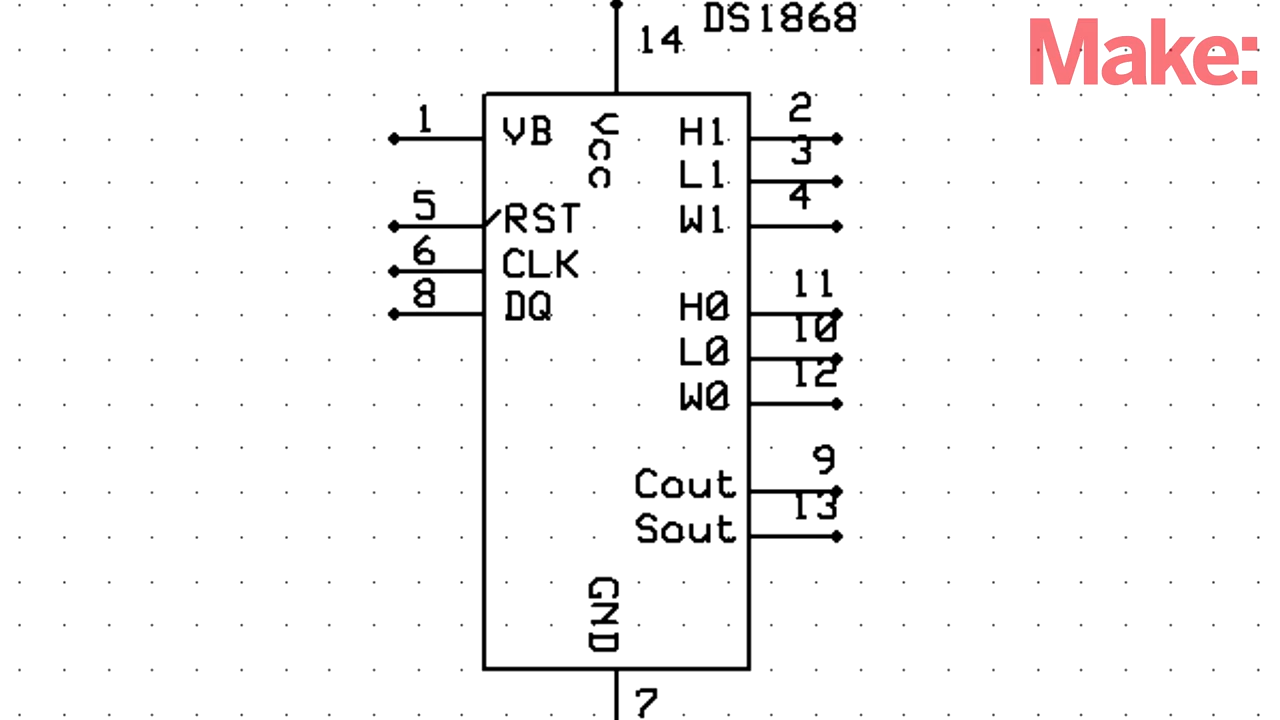 DS1868
Make:
14
1 VB
Vcc
H1 2
L1 3
5 RST
W1 4
6 CLK
8 DQ
H0 11
L0 10
W0 12
Cout 9
Sout 13
GND
7